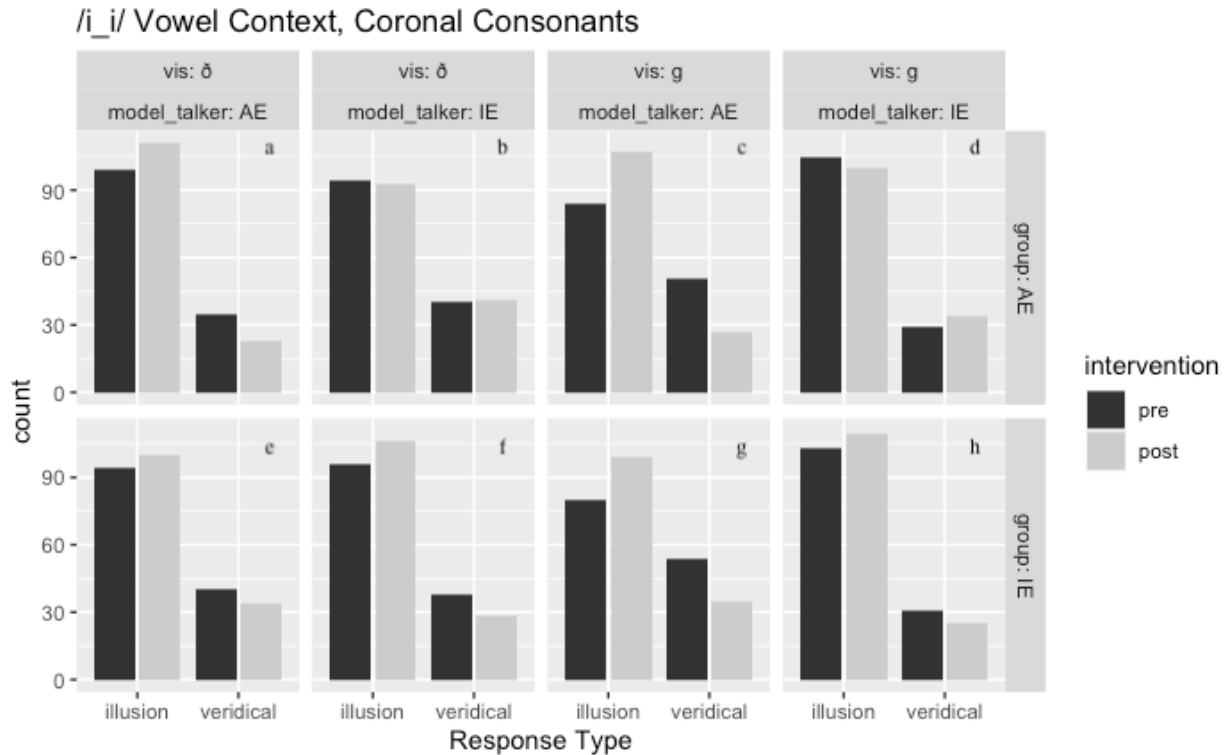 /i_i/ Vowel Context, Coronal Consonants
vis: ð vis: ð vis: g vis: g
model_talker: AE model_talker: IE model_talker: AE model_talker: IE
a b c d
90
60
30
0
group: AE
e f g h
90
60
30
0
group: IE
count
illusion veridical illusion veridical illusion veridical illusion veridical
Response Type
intervention
pre
post